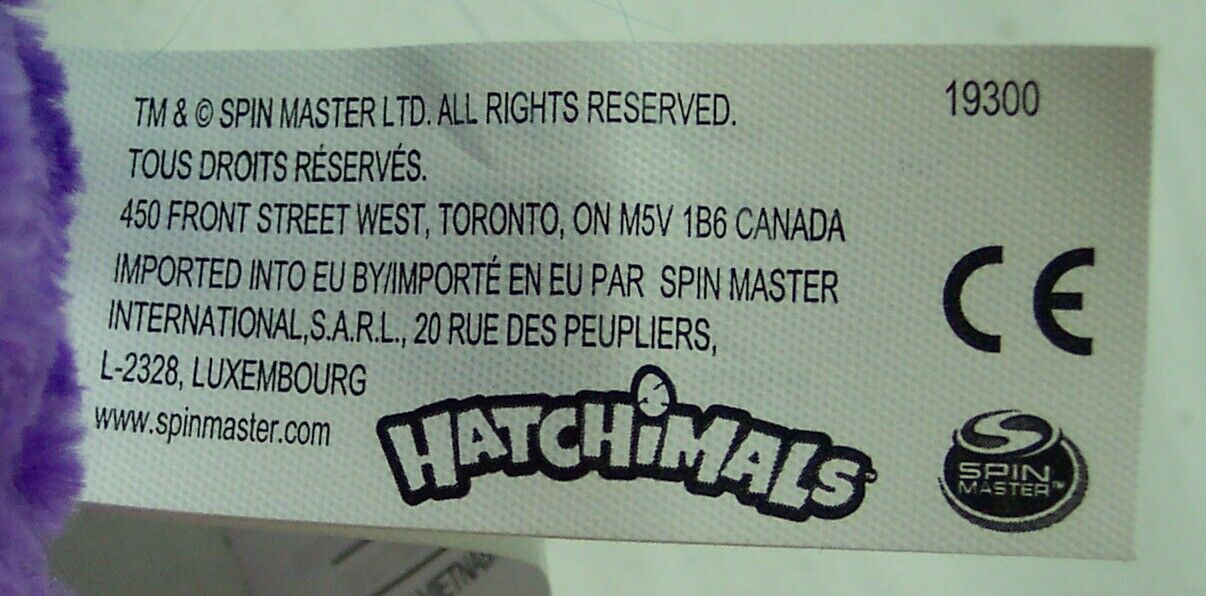 TM & © SPIN MASTER LTD. ALL RIGHTS RESERVED.
19300
TOUS DROITS RÉSERVÉS.
450 FRONT STREET WEST, TORONTO, ON M5V 1B6 CANADA
IMPORTED INTO EU BY/IMPORTÉ EN EU PAR SPIN MASTER
INTERNATIONAL,S.A.R.L., 20 RUE DES PEUPLIERS,
L-2328, LUXEMBOURG
www.spinmaster.com
CE
HATCHiMALS™
SPIN
MASTER™